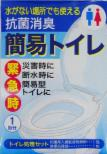 水がない場所でも使える
抗菌消臭
簡易トイレ
緊急時
災害時に
断水時に
簡易型
トイレに
1回分
トイレ処理セット